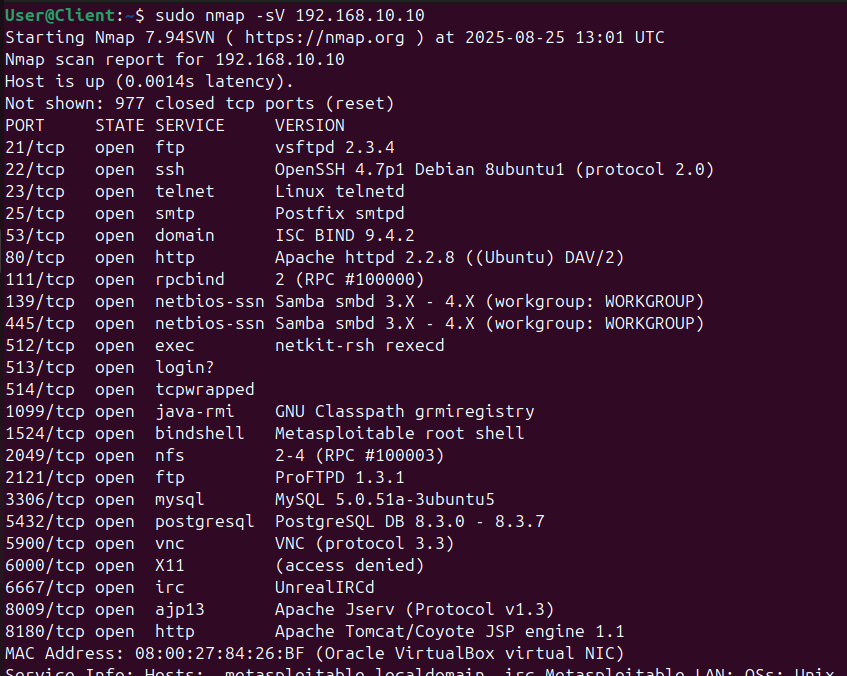 User@Client:~$ sudo nmap -sV 192.168.10.10
Starting Nmap 7.94SVN ( https://nmap.org ) at 2025-08-25 13:01 UTC
Nmap scan report for 192.168.10.10
Host is up (0.0014s latency).
Not shown: 977 closed tcp ports (reset)
PORT     STATE SERVICE     VERSION
21/tcp   open  ftp         vsftpd 2.3.4
22/tcp   open  ssh         OpenSSH 4.7p1 Debian 8ubuntu1 (protocol 2.0)
23/tcp   open  telnet      Linux telnetd
25/tcp   open  smtp        Postfix smtpd
53/tcp   open  domain      ISC BIND 9.4.2
80/tcp   open  http        Apache httpd 2.2.8 ((Ubuntu) DAV/2)
111/tcp  open  rpcbind     2 (RPC #100000)
139/tcp  open  netbios-ssn Samba smbd 3.X - 4.X (workgroup: WORKGROUP)
445/tcp  open  netbios-ssn Samba smbd 3.X - 4.X (workgroup: WORKGROUP)
512/tcp  open  exec        netkit-rsh rexecd
513/tcp  open  login?
514/tcp  open  tcpwrapped
1099/tcp open  java-rmi    GNU Classpath grmiregistry
1524/tcp open  bindshell   Metasploitable root shell
2049/tcp open  nfs         2-4 (RPC #100003)
2121/tcp open  ftp         ProFTPD 1.3.1
3306/tcp open  mysql       MySQL 5.0.51a-3ubuntu5
5432/tcp open  postgresql  PostgreSQL DB 8.3.0 - 8.3.7
5900/tcp open  vnc         VNC (protocol 3.3)
6000/tcp open  X11         (access denied)
6667/tcp open  irc         UnrealIRCd
8009/tcp open  ajp13       Apache Jserv (Protocol v1.3)
8180/tcp open  http        Apache Tomcat/Coyote JSP engine 1.1
MAC Address: 08:00:27:84:26:BF (Oracle VirtualBox virtual NIC)
Service Info: Hosts:  metasploitable.localdomain, irc.Metasploitable.LAN; OSs: Unix,